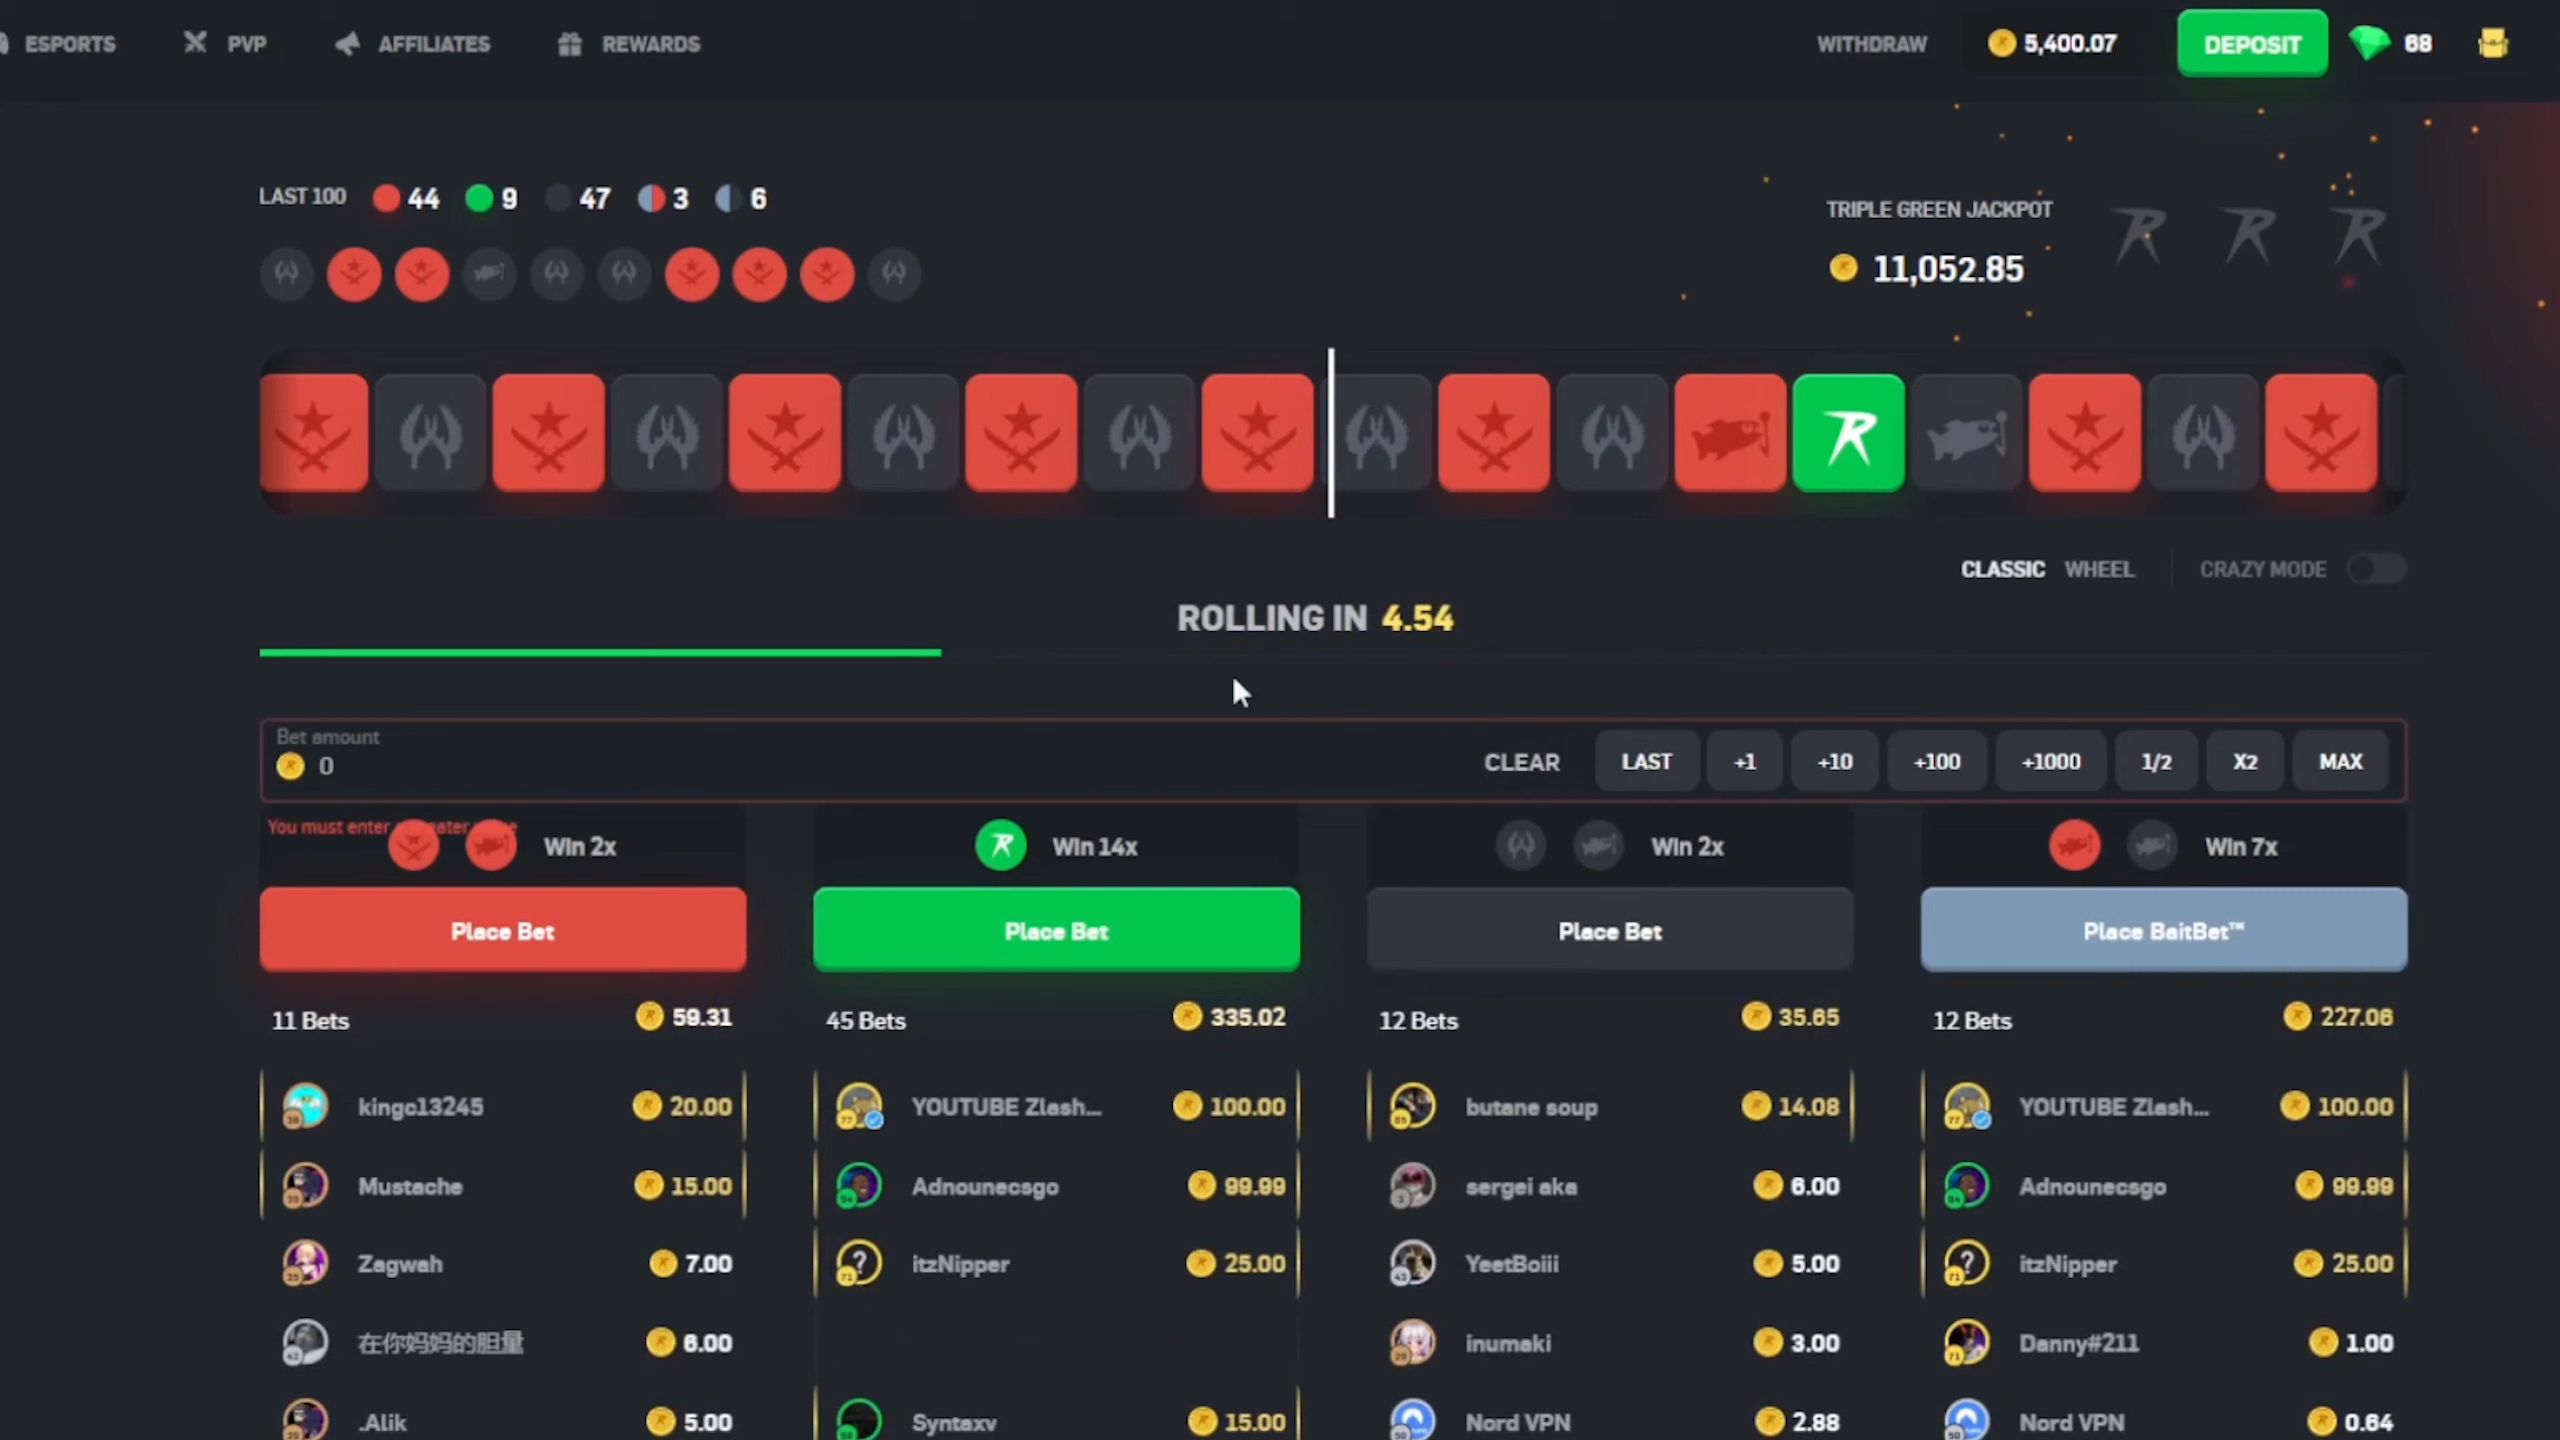 ESPORTS PVP AFFILIATES REWARDS WITHDRAW 5,400.07 DEPOSIT 68
LAST 100 44 9 47 3 6
TRIPLE GREEN JACKPOT
11,052.85
CLASSIC WHEEL CRAZY MODE
ROLLING IN 4.54
Bet amount
0
CLEAR LAST +1 +10 +100 +1000 1/2 X2 MAX
You must enter
Win 2x Win 14x Win 2x Win 7x
Place Bet Place Bet Place Bet Place BaitBet™
11 Bets 59.31 45 Bets 335.02 12 Bets 35.65 12 Bets 227.06
kingc13245 20.00 YOUTUBE Zlash... 100.00 butane soup 14.08 YOUTUBE Zlash... 100.00
Mustache 15.00 Adnounecsgo 99.99 sergei aka 6.00 Adnounecsgo 99.99
Zagwah 7.00 itzNipper 25.00 YeetBoiii 5.00 itzNipper 25.00
在你妈妈的胆量 6.00 inumaki 3.00 Danny#211 1.00
.Alik 5.00 Syntaxv 15.00 Nord VPN 2.88 Nord VPN 0.64